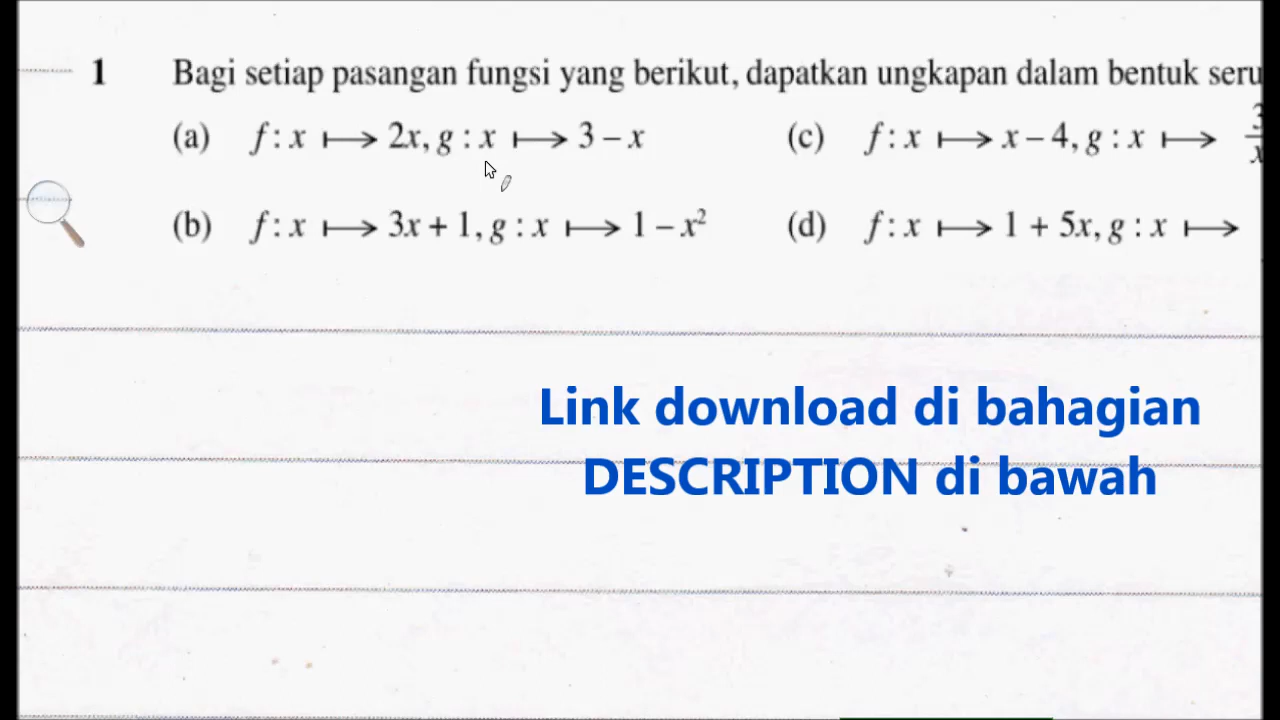 1 Bagi setiap pasangan fungsi yang berikut, dapatkan ungkapan dalam bentuk
(a) f : x ⟼ 2x, g : x ⟼ 3 – x (c) f : x ⟼ x – 4, g : x ⟼
(b) f : x ⟼ 3x + 1, g : x ⟼ 1 – x² (d) f : x ⟼ 1 + 5x, g : x ⟼
Link download di bahagian
DESCRIPTION di bawah